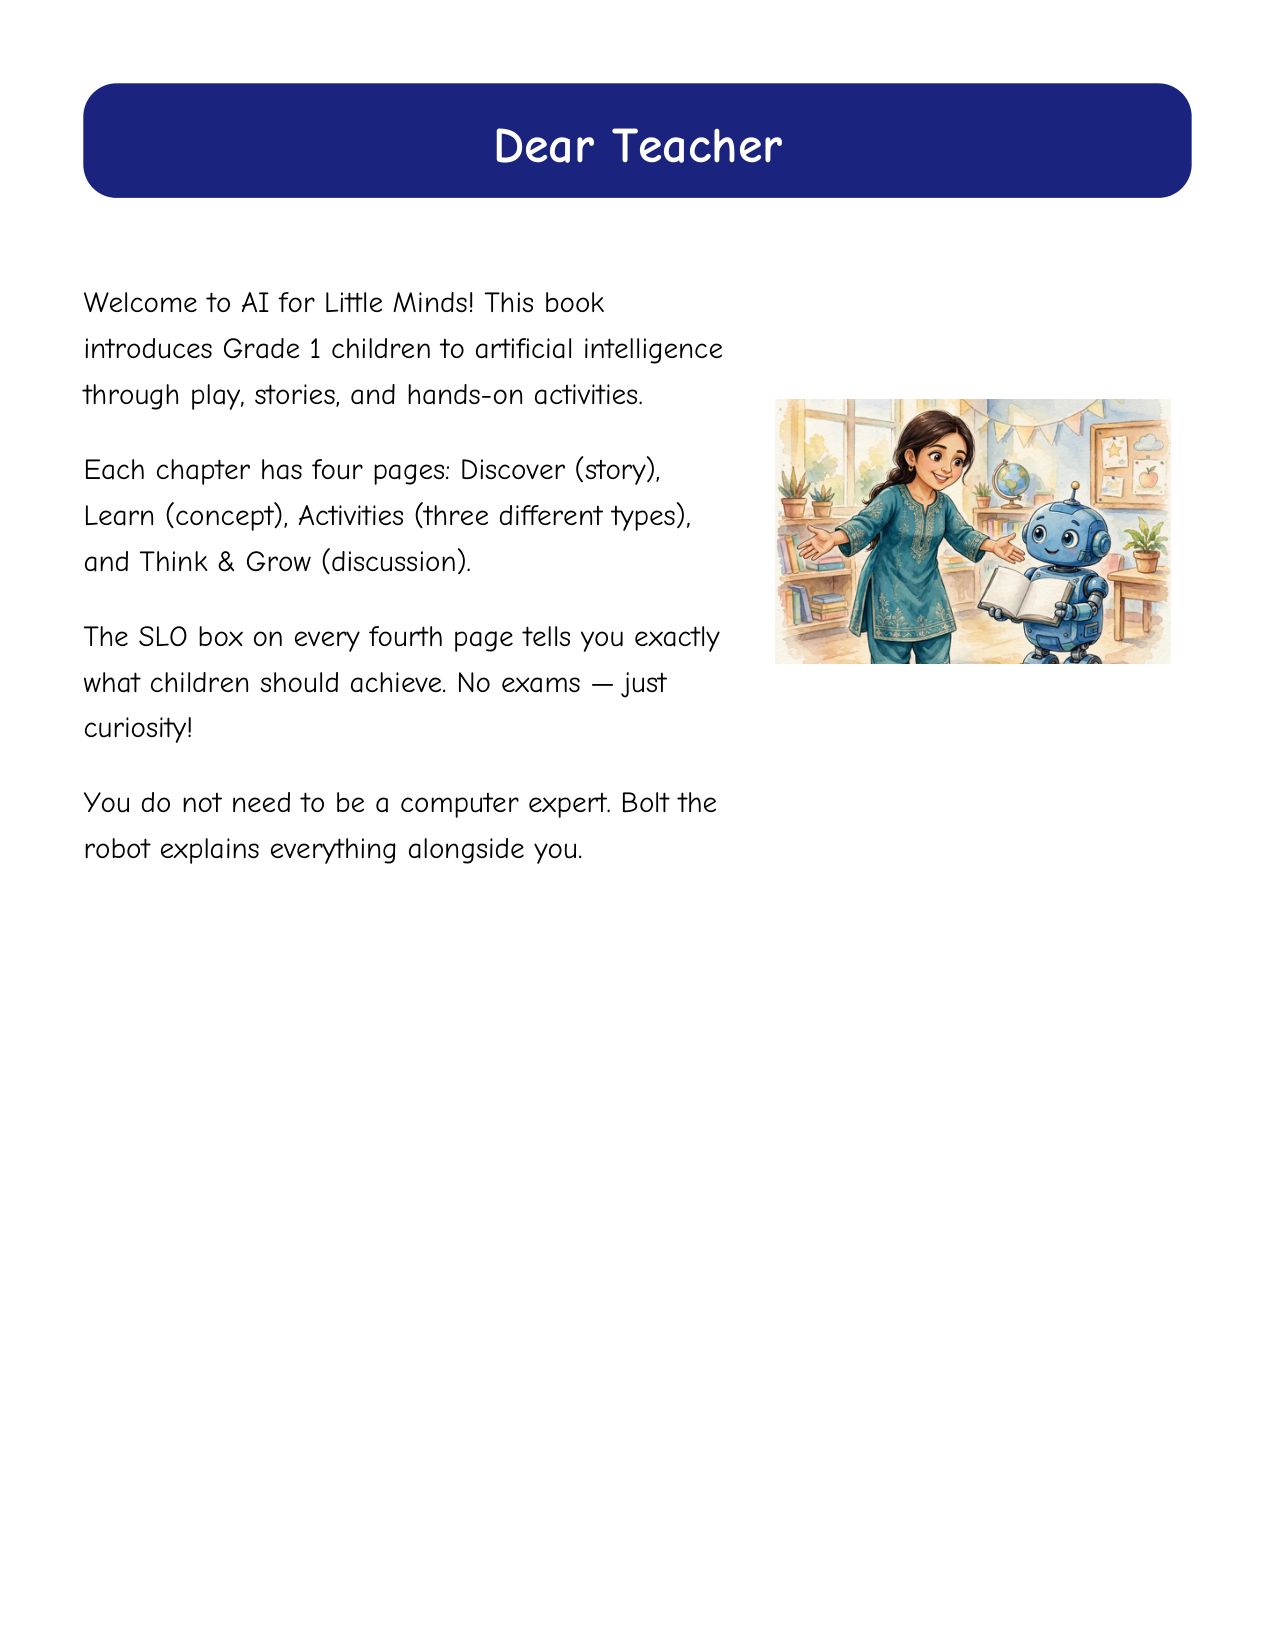 Dear Teacher
Welcome to AI for Little Minds! This book
introduces Grade 1 children to artificial intelligence
through play, stories, and hands-on activities.
Each chapter has four pages: Discover (story),
Learn (concept), Activities (three different types),
and Think & Grow (discussion).
The SLO box on every fourth page tells you exactly
what children should achieve. No exams — just
curiosity!
You do not need to be a computer expert. Bolt the
robot explains everything alongside you.